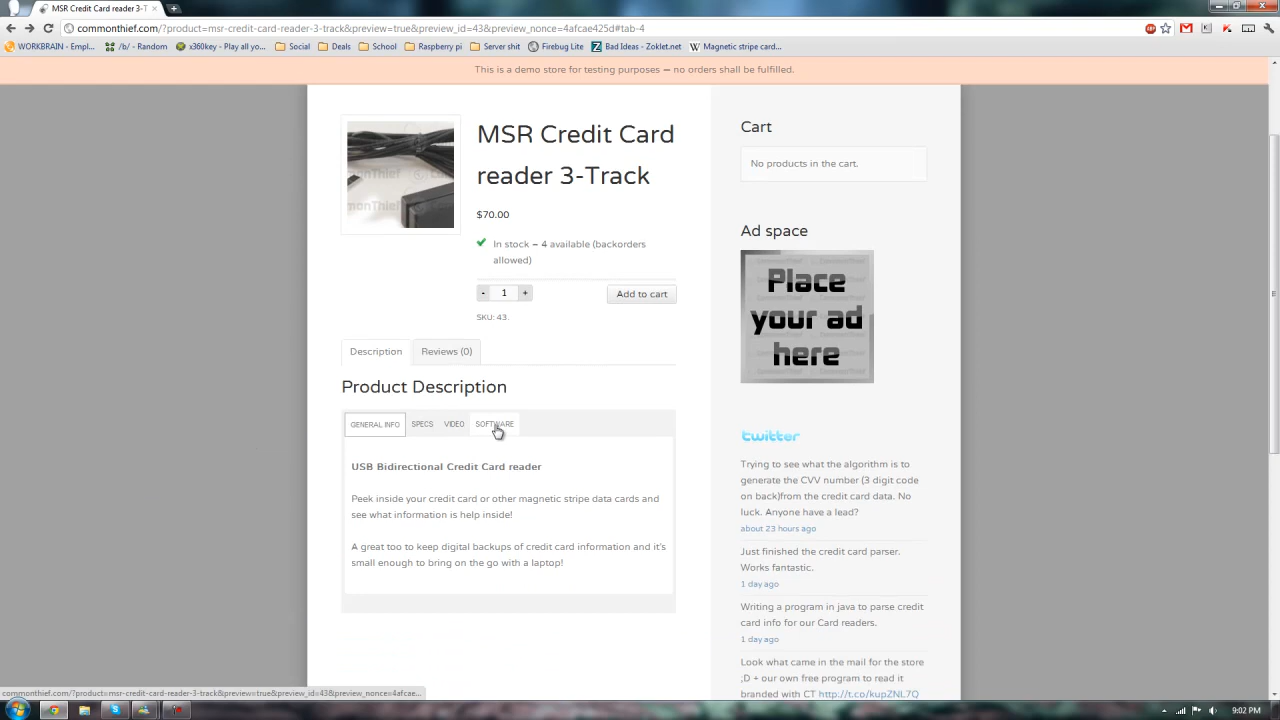 MSR Credit Card reader 3-T
commonthief.com/?product=msr-credit-card-reader-3-track&preview=true&preview_id=43&preview_nonce=4afcae425d#tab-4
WORKBRAIN - Empl...
/b/ - Random
x360key - Play all yo...
Social
Deals
School
Raspberry pi
Server shit
Firebug Lite
Bad Ideas - Zoklet.net
Magnetic stripe card...
This is a demo store for testing purposes — no orders shall be fulfilled.
MSR Credit Card
reader 3-Track
$70.00
In stock – 4 available (backorders
allowed)
- 1 +
Add to cart
SKU: 43.
Description
Reviews (0)
Product Description
GENERAL INFO
SPECS
VIDEO
SOFTWARE
USB Bidirectional Credit Card reader
Peek inside your credit card or other magnetic stripe data cards and
see what information is help inside!
A great too to keep digital backups of credit card information and it's
small enough to bring on the go with a laptop!
Cart
No products in the cart.
Ad space
Place
your ad
here
twitter
Trying to see what the algorithm is to
generate the CVV number (3 digit code
on back)from the credit card data. No
luck. Anyone have a lead?
about 23 hours ago
Just finished the credit card parser.
Works fantastic.
1 day ago
Writing a program in java to parse credit
card info for our Card readers.
1 day ago
Look what came in the mail for the store
;D + our own free program to read it
branded with CT http://t.co/kupZNL7Q
commonthief.com/?product=msr-credit-card-reader-3-track&preview=true&preview_id=43&preview_nonce=4afcae...
9:02 PM